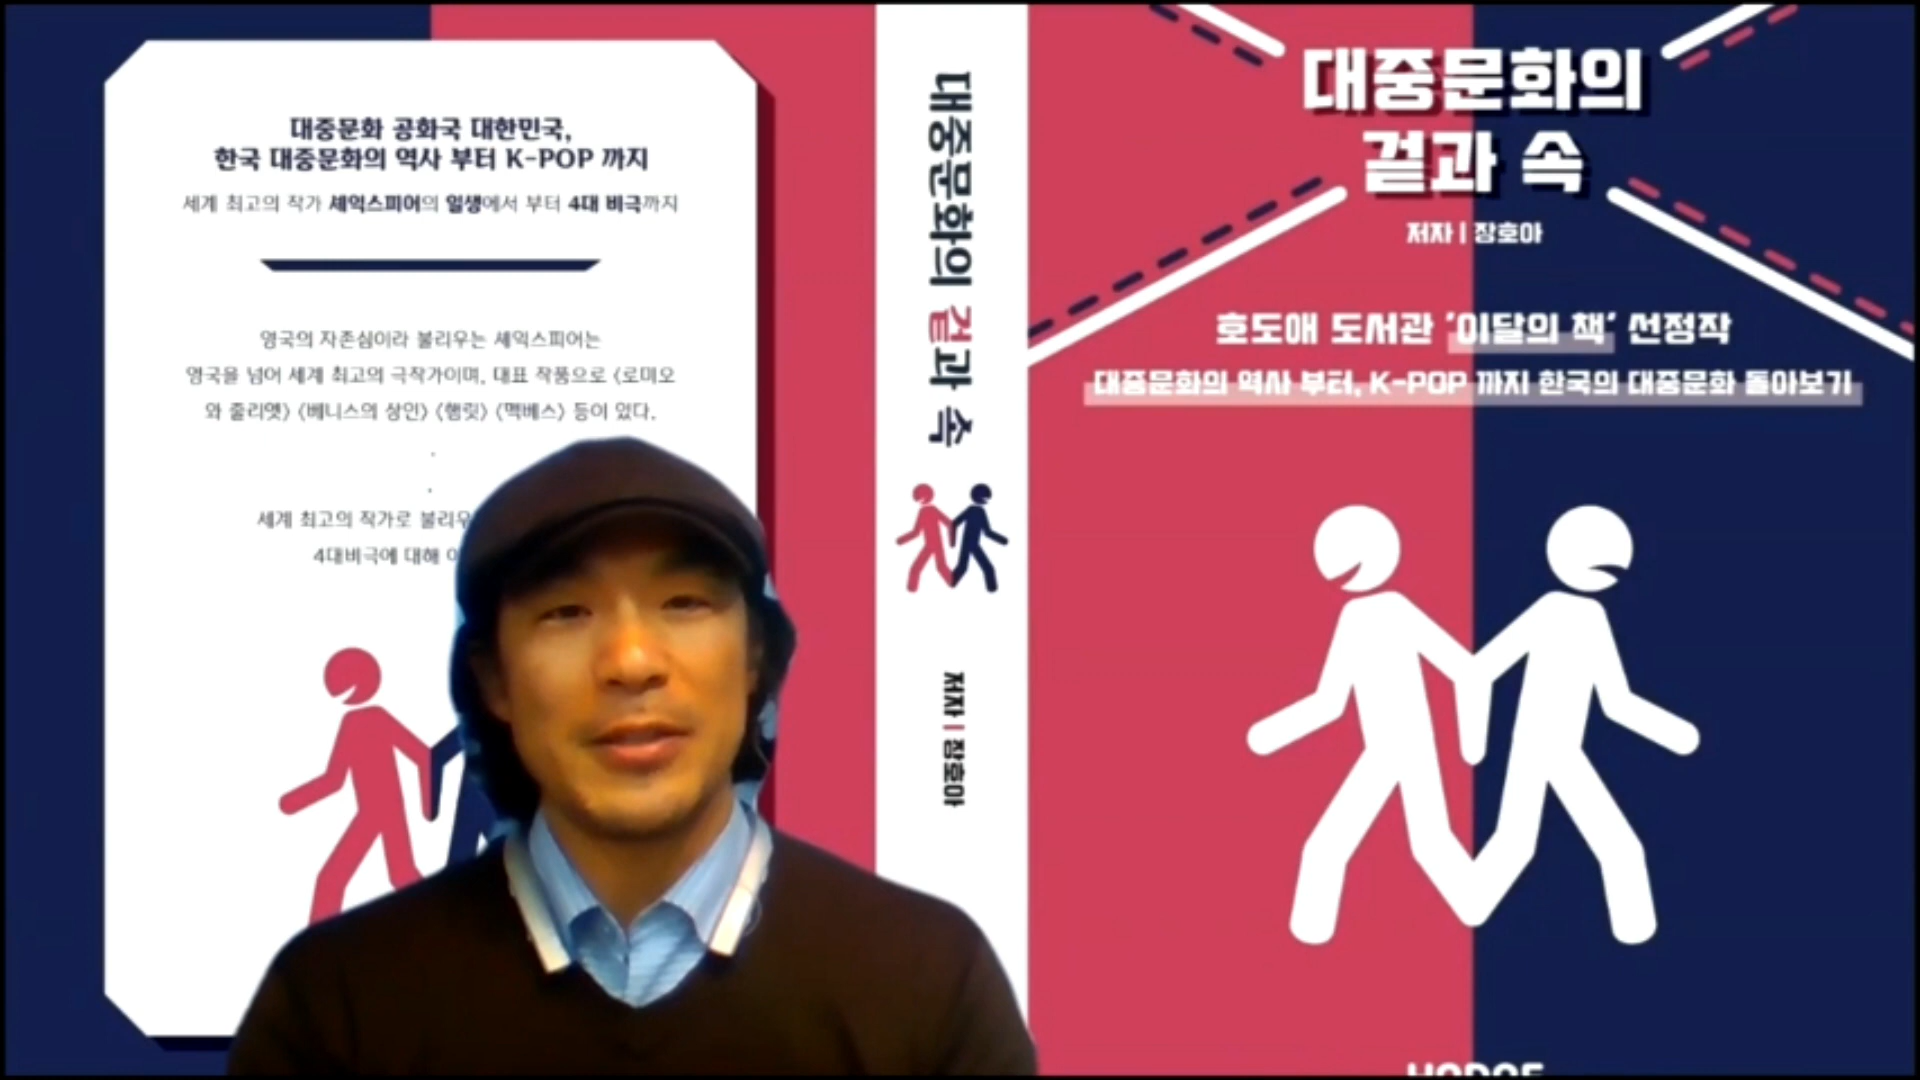 대중문화 공화국 대한민국,
한국 대중문화의 역사 부터 K-POP 까지
세계 최고의 작가 셰익스피어의 일생에서 부터 4대 비극까지
영국의 자존심이라 불리우는 셰익스피어는
영국을 넘어 세계 최고의 극작가이며, 대표 작품으로 <로미오
와 줄리엣> <베니스의 상인> <햄릿> <맥베스> 등이 있다.
.
.
세계 최고의 작가로 불리우
4대비극에 대해
대중문화의 겉과 속
저자 | 장호아
대중문화의
겉과 속
저자 | 장호아
호도애 도서관 '이달의 책' 선정작
대중문화의 역사 부터, K-POP 까지 한국의 대중문화 돌아보기